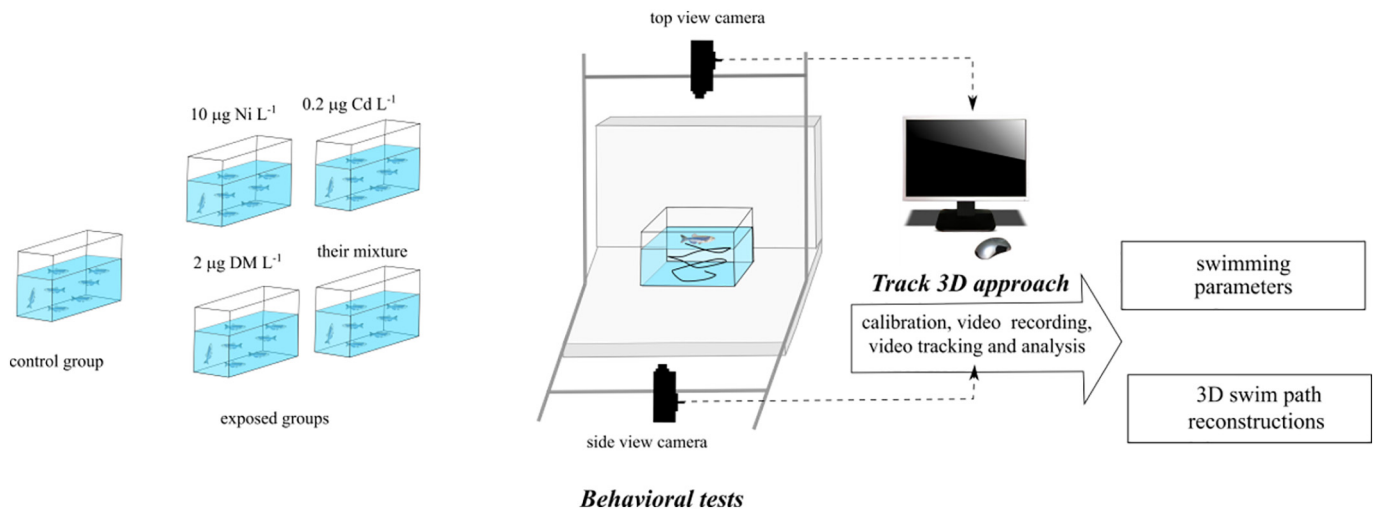 top view camera
10 μg Ni L⁻¹
0.2 μg Cd L⁻¹
2 μg DM L⁻¹
their mixture
control group
exposed groups
side view camera
Behavioral tests
Track 3D approach
calibration, video recording,
video tracking and analysis
swimming
parameters
3D swim path
reconstructions